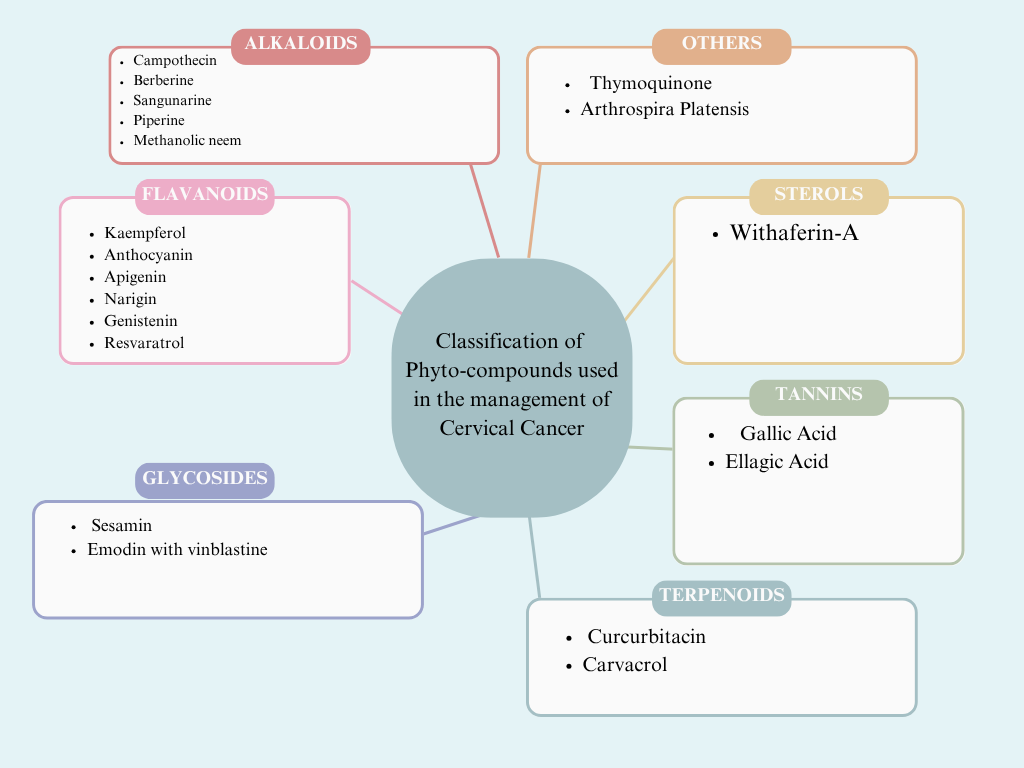 ALKALOIDS
• Campothecin
• Berberine
• Sangunarine
• Piperine
• Methanolic neem
OTHERS
• Thymoquinone
• Arthrospira Platensis
FLAVANOIDS
• Kaempferol
• Anthocyanin
• Apigenin
• Narigin
• Genistenin
• Resvaratrol
STEROLS
• Withaferin-A
Classification of
Phyto-compounds used
in the management of
Cervical Cancer
TANNINS
• Gallic Acid
• Ellagic Acid
GLYCOSIDES
• Sesamin
• Emodin with vinblastine
TERPENOIDS
• Curcurbitacin
• Carvacrol